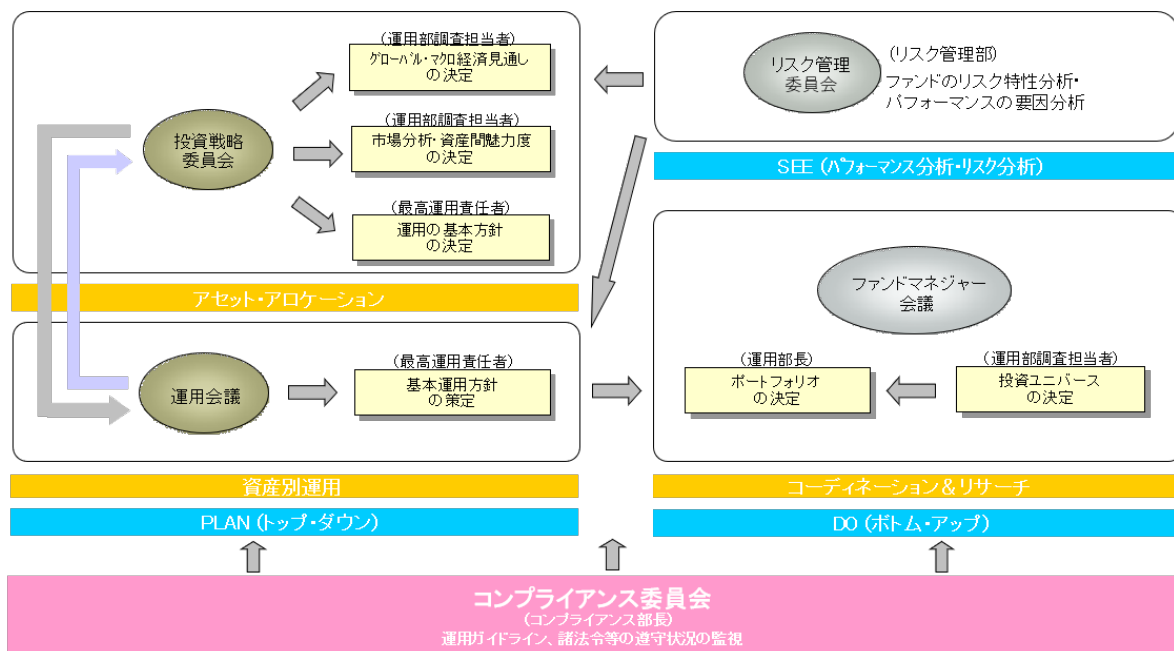 (運用部調査担当者)
グローバル・マクロ経済見通し
の決定
投資戦略
委員会
(運用部調査担当者)
市場分析・資産間魅力度
の決定
(最高運用責任者)
運用の基本方針
の決定
アセット・アロケーション
リスク管理
委員会
(リスク管理部)
ファンドのリスク特性分析・
パフォーマンスの要因分析
SEE (パフォーマンス分析・リスク分析)
運用会議
(最高運用責任者)
基本運用方針
の策定
資産別運用
PLAN (トップ・ダウン)
ファンドマネジャー
会議
(運用部長)
ポートフォリオ
の決定
(運用部調査担当者)
投資ユニバース
の決定
コーディネーション&リサーチ
DO (ボトム・アップ)
コンプライアンス委員会
(コンプライアンス部長)
運用ガイドライン、諸法令等の遵守状況の監視